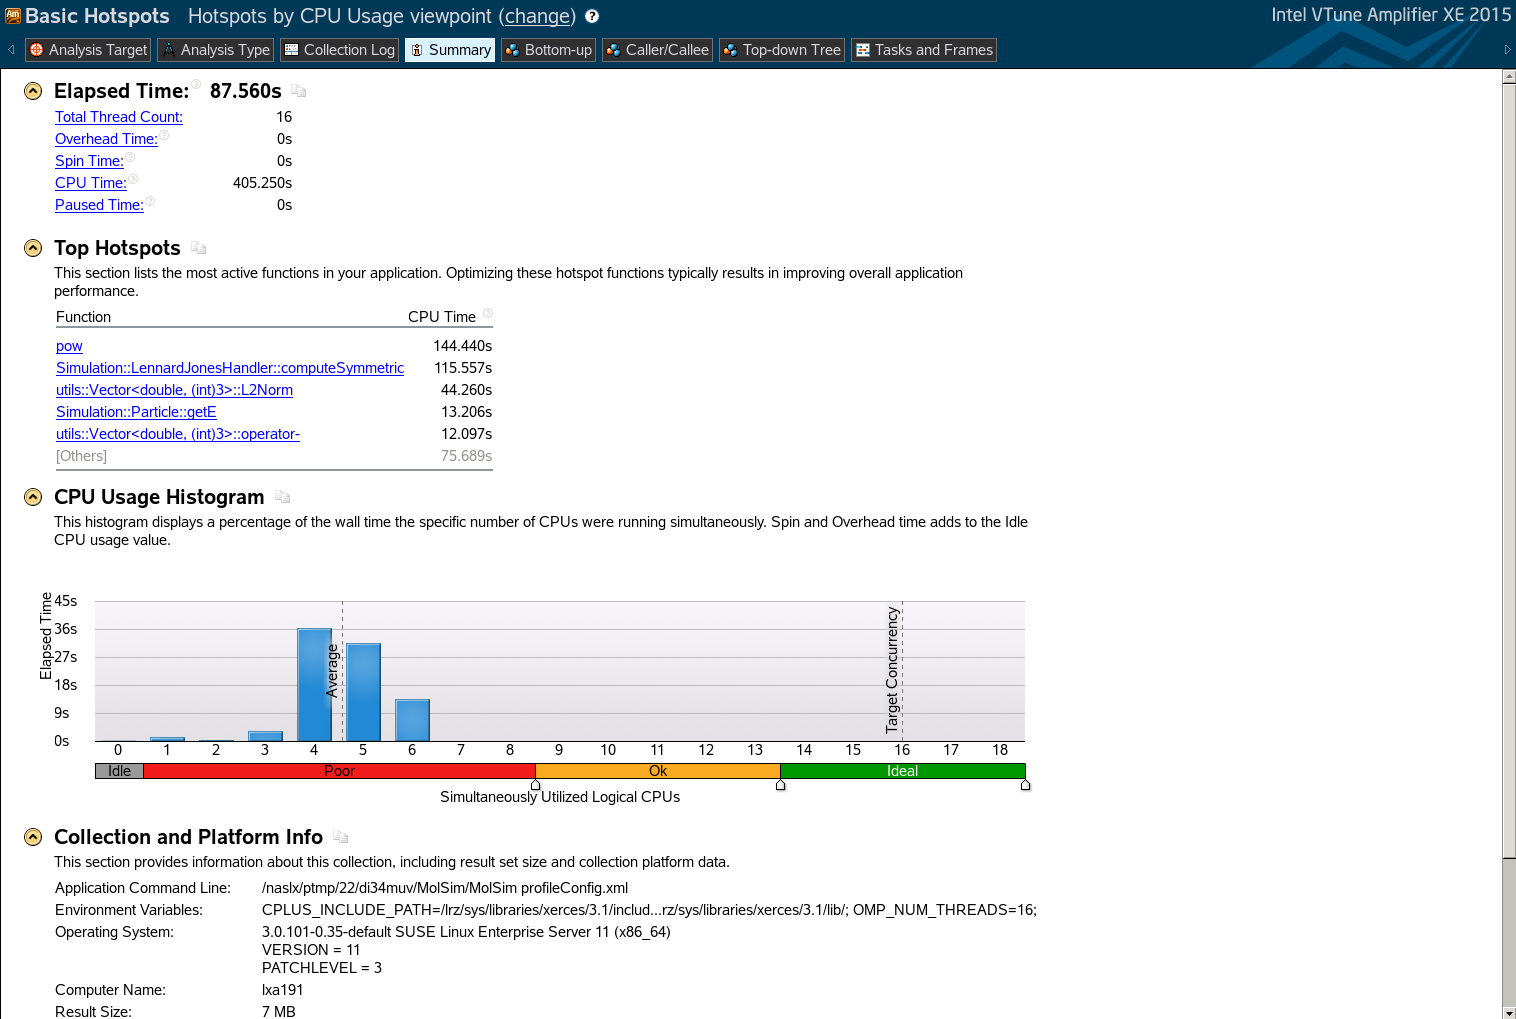 Basic Hotspots Hotspots by CPU Usage viewpoint (change) ?
Intel VTune Amplifier XE 2015
Analysis Target Analysis Type Collection Log Summary Bottom-up Caller/Callee Top-down Tree Tasks and Frames
Elapsed Time: 87.560s
Total Thread Count: 16
Overhead Time: 0s
Spin Time: 0s
CPU Time: 405.250s
Paused Time: 0s
Top Hotspots
This section lists the most active functions in your application. Optimizing these hotspot functions typically results in improving overall application
performance.
Function CPU Time
pow 144.440s
Simulation::LennardJonesHandler::computeSymmetric 115.557s
utils::Vector<double, (int)3>::L2Norm 44.260s
Simulation::Particle::getE 13.206s
utils::Vector<double, (int)3>::operator- 12.097s
[Others] 75.689s
CPU Usage Histogram
This histogram displays a percentage of the wall time the specific number of CPUs were running simultaneously. Spin and Overhead time adds to the Idle
CPU usage value.
Elapsed Time
45s
36s
27s
18s
9s
0s
Average
Target Concurrency
0 1 2 3 4 5 6 7 8 9 10 11 12 13 14 15 16 17 18
Idle Poor Ok Ideal
Simultaneously Utilized Logical CPUs
Collection and Platform Info
This section provides information about this collection, including result set size and collection platform data.
Application Command Line: /naslx/ptmp/22/di34muv/MolSim/MolSim profileConfig.xml
Environment Variables: CPLUS_INCLUDE_PATH=/lrz/sys/libraries/xerces/3.1/includ...rz/sys/libraries/xerces/3.1/lib/; OMP_NUM_THREADS=16;
Operating System: 3.0.101-0.35-default SUSE Linux Enterprise Server 11 (x86_64)
VERSION = 11
PATCHLEVEL = 3
Computer Name: lxa191
Result Size: 7 MB